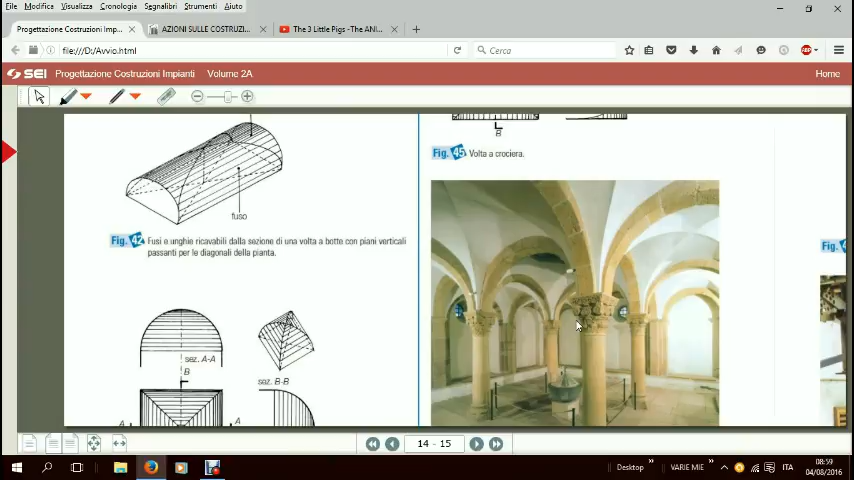 File Modifica Visualizza Cronologia Segnalibri Strumenti Aiuto
Progettazione Costruzioni Imp...
AZIONI SULLE COSTRUZI...
The 3 Little Pigs -The ANI...
file:///D:/Avvio.html
Cerca
ABP
SEI Progettazione Costruzioni Impianti Volume 2A
Home
B
Fig. 45 Volta a crociera.
fuso
Fig. 42 Fusi e unghie ricavabili dalla sezione di una volta a botte con piani verticali
passanti per le diagonali della pianta.
Fig. 4
sez. A-A
B
sez. B-B
A
A
14 - 15
Desktop
VARIE MIE
ITA
08:59
04/08/2016